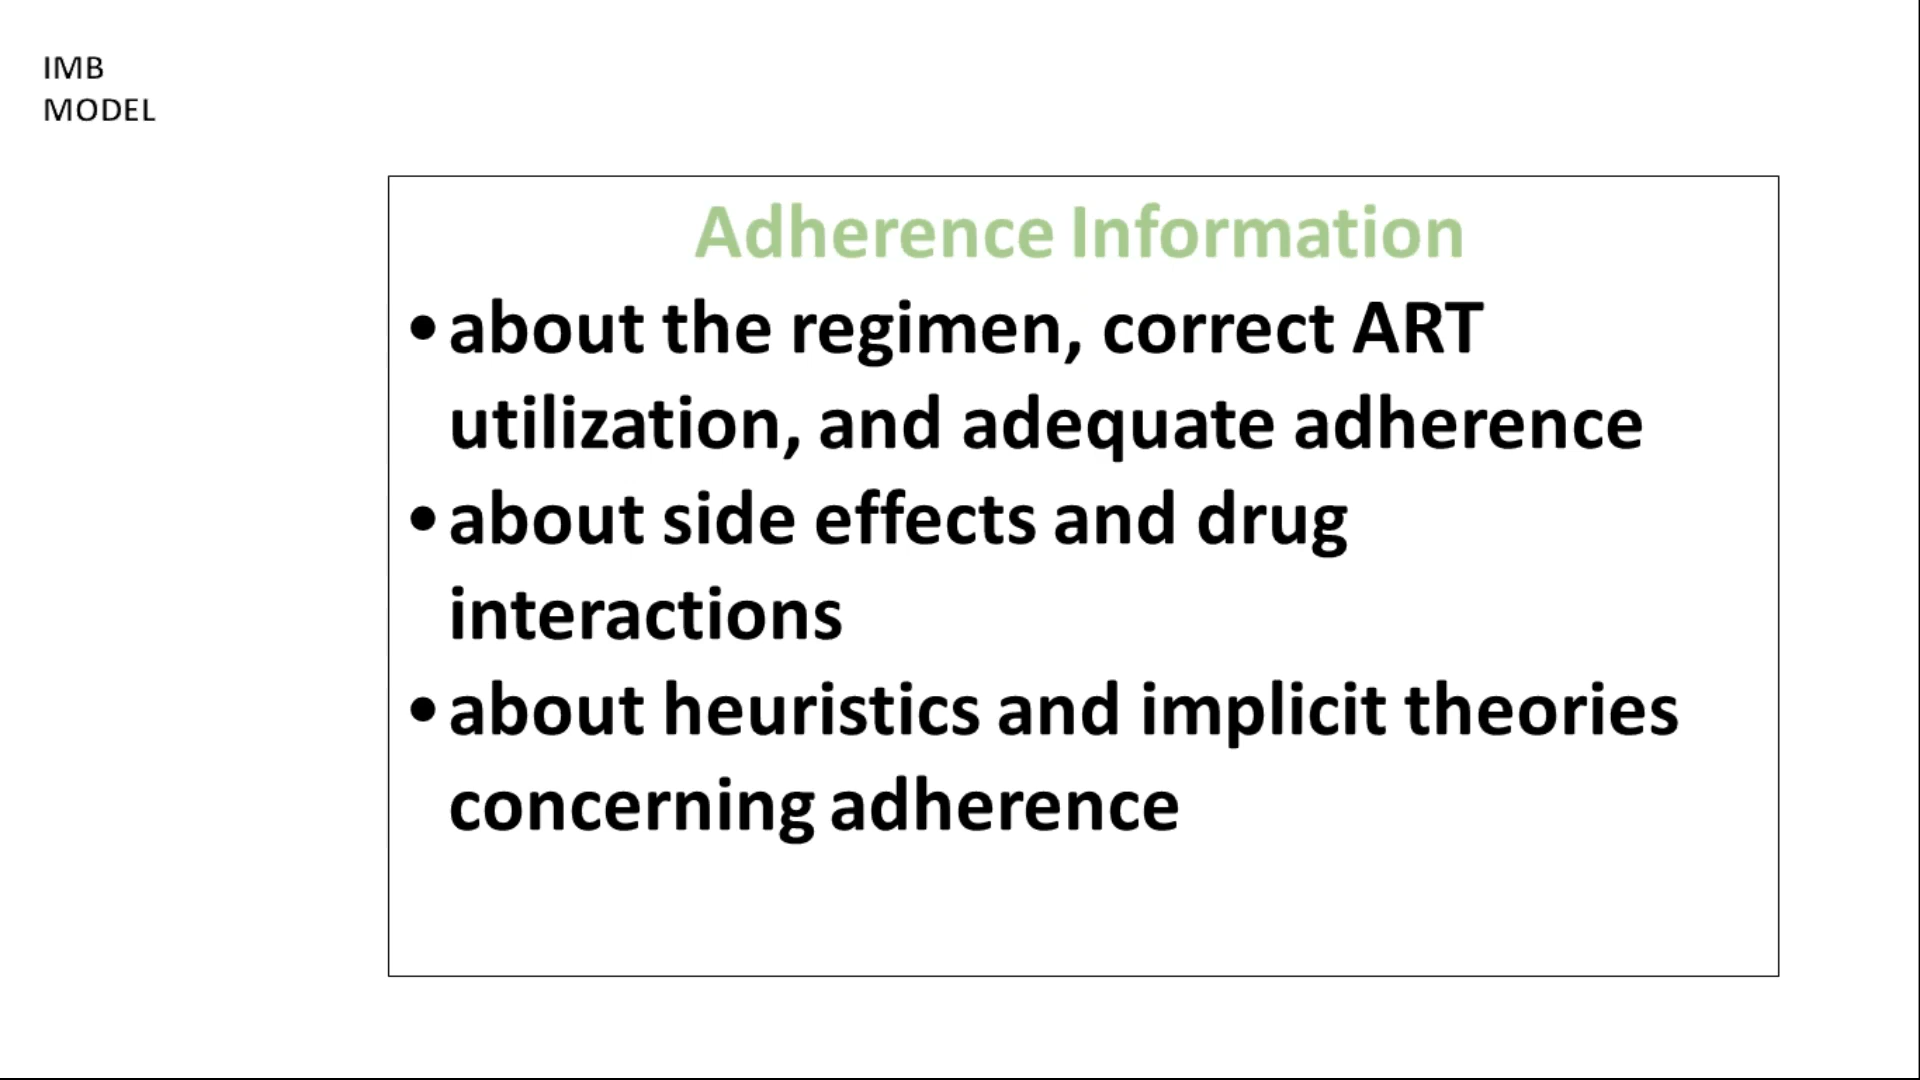 IMB
MODEL
Adherence Information
•about the regimen, correct ART
utilization, and adequate adherence
•about side effects and drug
interactions
•about heuristics and implicit theories
concerning adherence